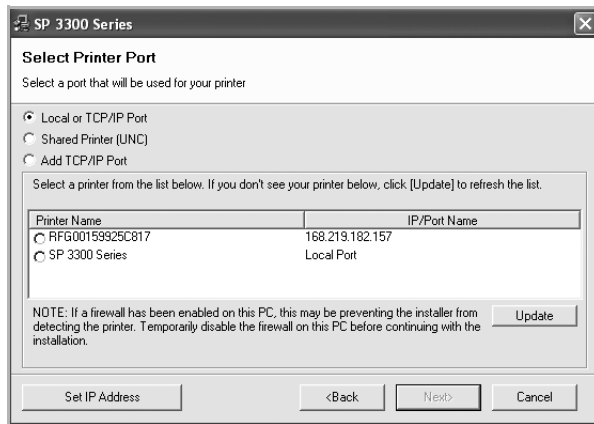 SP 3300 Series
Select Printer Port
Select a port that will be used for your printer
Local or TCP/IP Port
Shared Printer (UNC)
Add TCP/IP Port
Select a printer from the list below. If you don't see your printer below, click [Update] to refresh the list.
Printer Name IP/Port Name
RFG00159925C817 168.219.182.157
SP 3300 Series Local Port
NOTE: If a firewall has been enabled on this PC, this may be preventing the installer from
detecting the printer. Temporarily disable the firewall on this PC before continuing with the
installation.
Update
Set IP Address <Back Next> Cancel